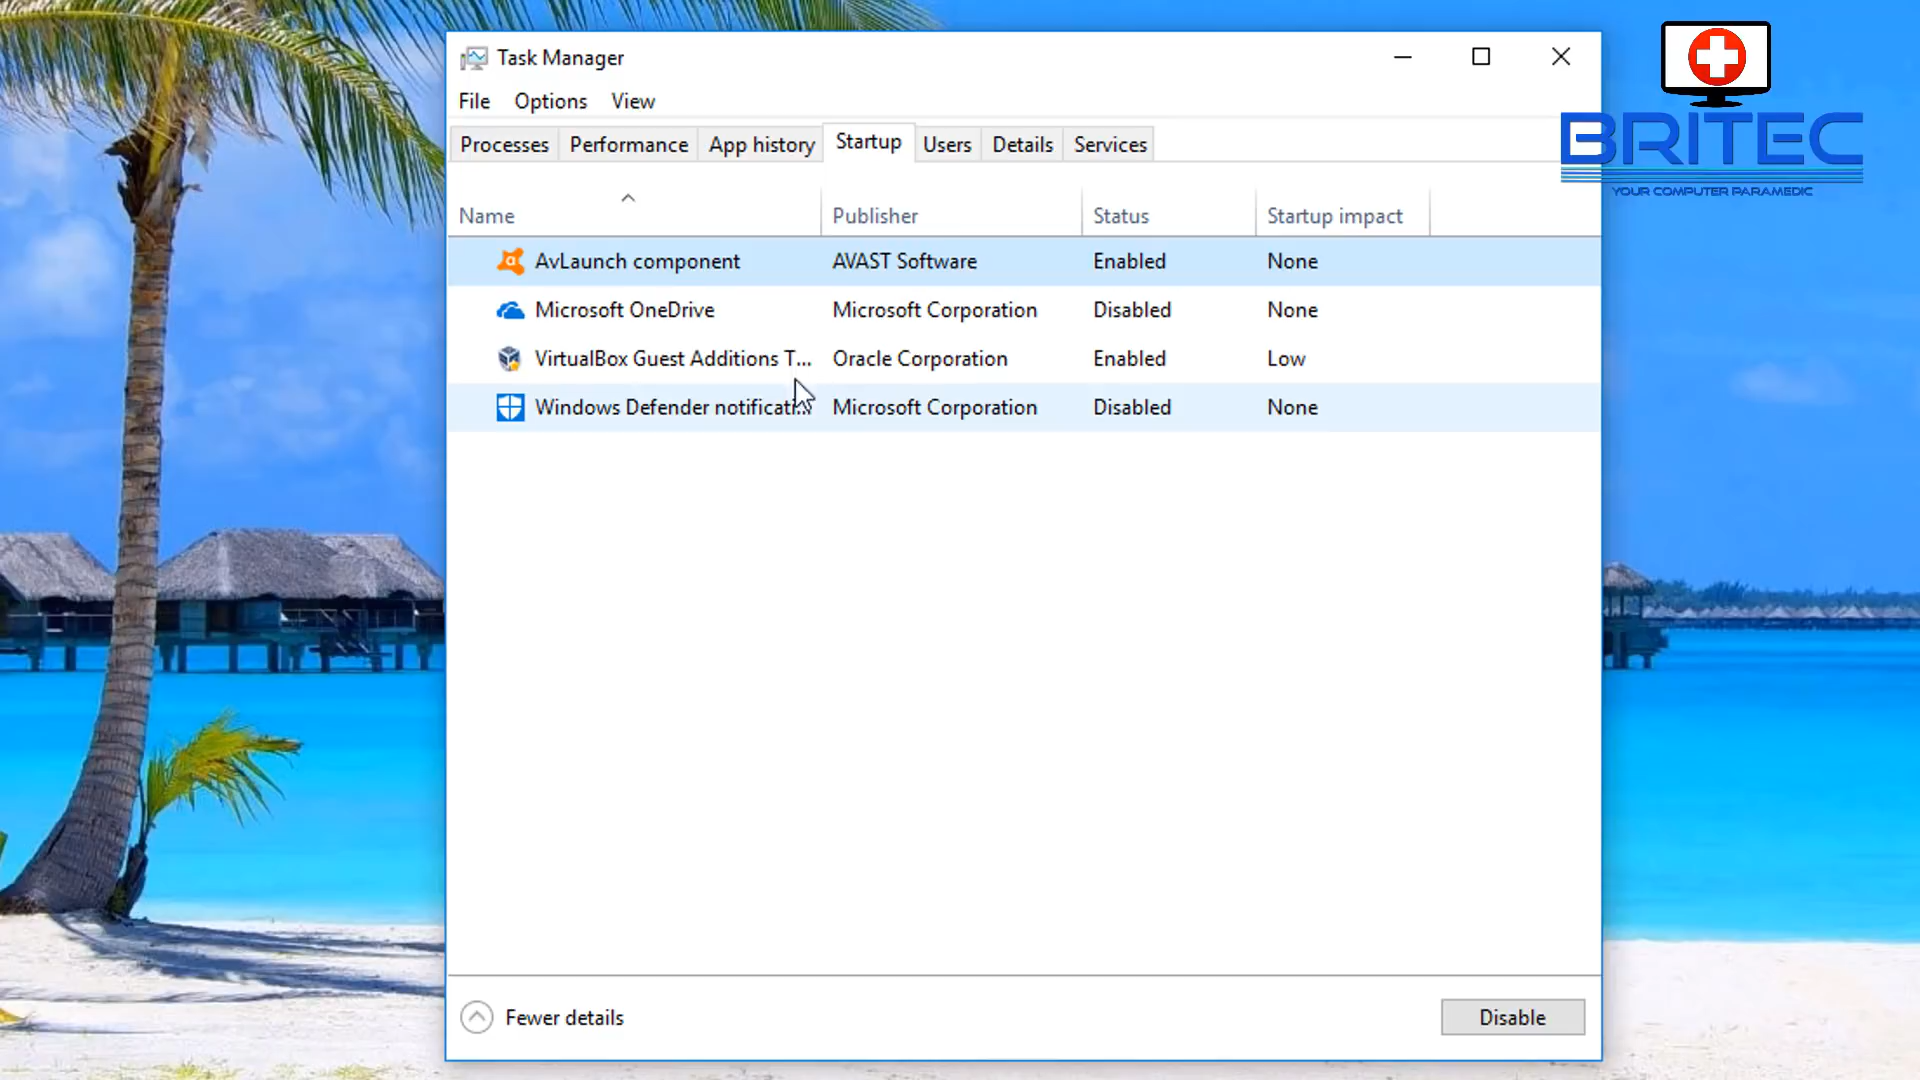 Task Manager
File Options View
Processes Performance App history Startup Users Details Services
Name Publisher Status Startup impact
AvLaunch component AVAST Software Enabled None
Microsoft OneDrive Microsoft Corporation Disabled None
VirtualBox Guest Additions T... Oracle Corporation Enabled Low
Windows Defender notificati... Microsoft Corporation Disabled None
Fewer details Disable
BRITEC
YOUR COMPUTER PARAMEDIC